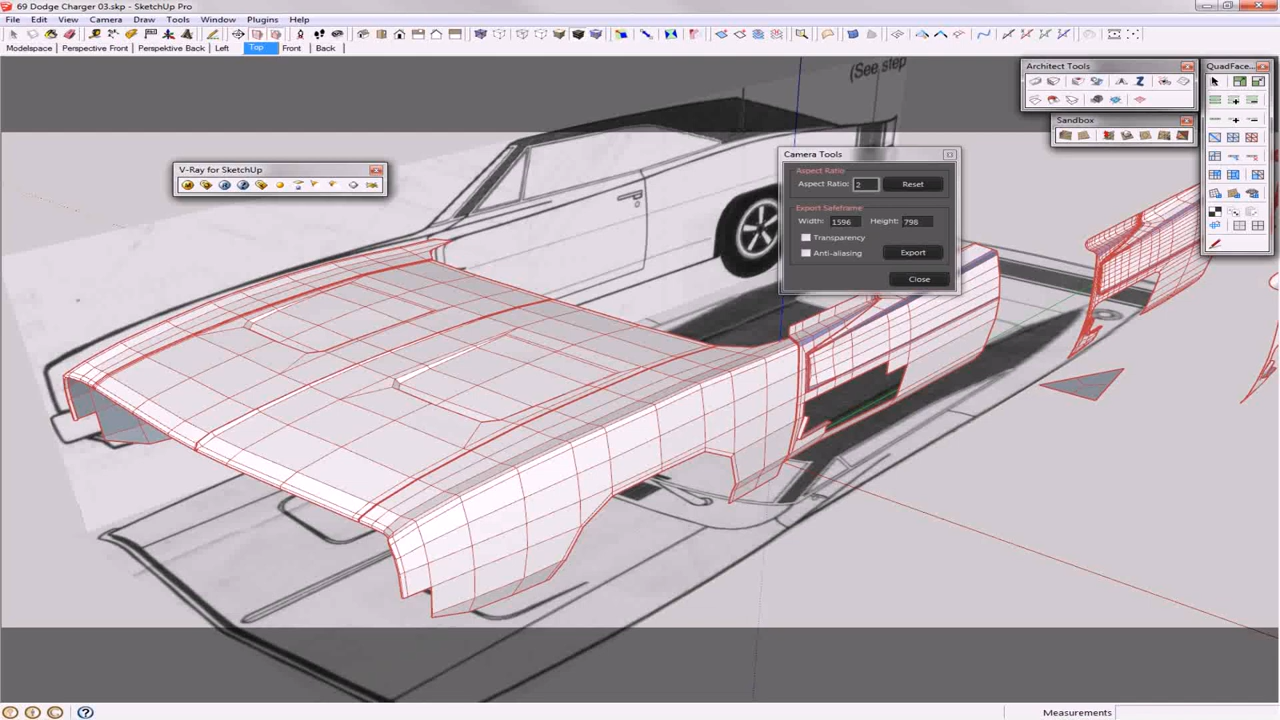 69 Dodge Charger 03.skp - SketchUp Pro
File Edit View Camera Draw Tools Window Plugins Help
Modelspace Perspective Front Perspektive Back Left Top Front Back
(See step
Architect Tools
QuadFace...
Sandbox
V-Ray for SketchUp
Camera Tools
Aspect Ratio
Aspect Ratio: 2 Reset
Export Safeframe
Width: 1596 Height: 798
Transparency
Anti-aliasing Export
Close
Measurements